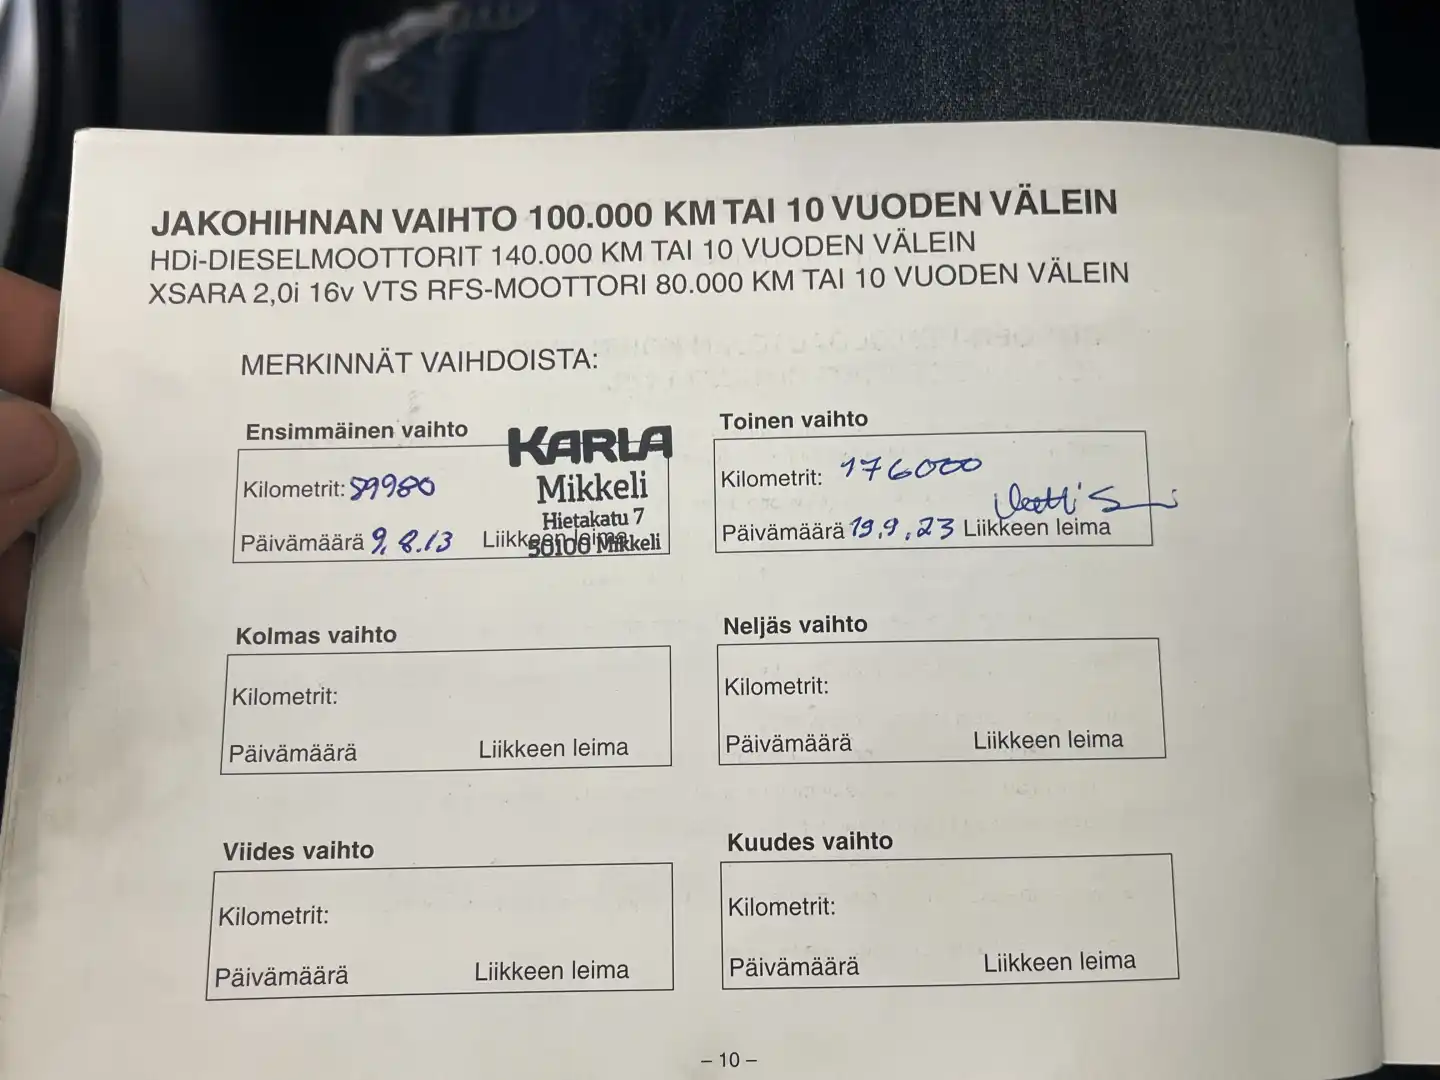 JAKOHIHNAN VAIHTO 100.000 KM TAI 10 VUODEN VÄLEIN
HDi-DIESELMOOTTORIT 140.000 KM TAI 10 VUODEN VÄLEIN
XSARA 2,0i 16v VTS RFS-MOOTTORI 80.000 KM TAI 10 VUODEN VÄLEIN
MERKINNÄT VAIHDOISTA:
Ensimmäinen vaihto
Kilometrit: 89980
Päivämäärä 9.8.13 Liikkeen leima
KARLA
Mikkeli
Hietakatu 7
50100 Mikkeli
Toinen vaihto
Kilometrit: 176000
Päivämäärä 19.9.23 Liikkeen leima
Kolmas vaihto
Kilometrit:
Päivämäärä Liikkeen leima
Neljäs vaihto
Kilometrit:
Päivämäärä Liikkeen leima
Viides vaihto
Kilometrit:
Päivämäärä Liikkeen leima
Kuudes vaihto
Kilometrit:
Päivämäärä Liikkeen leima
– 10 –